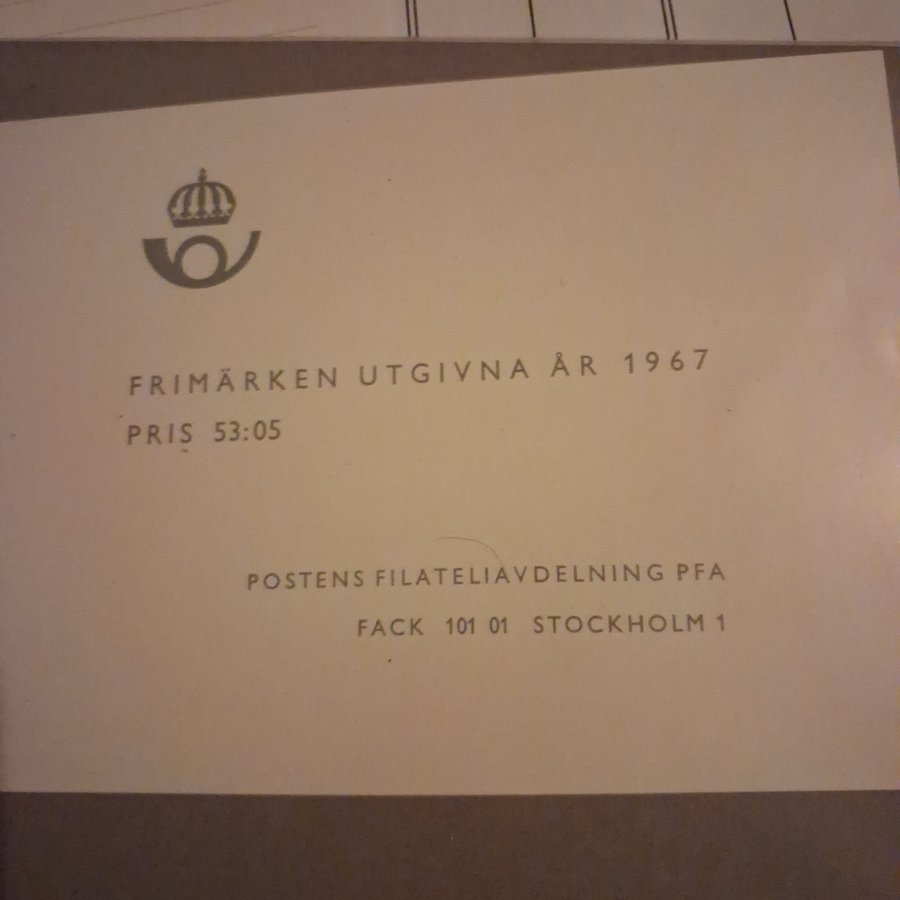 FRIMÄRKEN UTGIVNA ÅR 1967
PRIS 53:05
POSTENS FILATELIAVDELNING PFA
FACK 101 01 STOCKHOLM 1